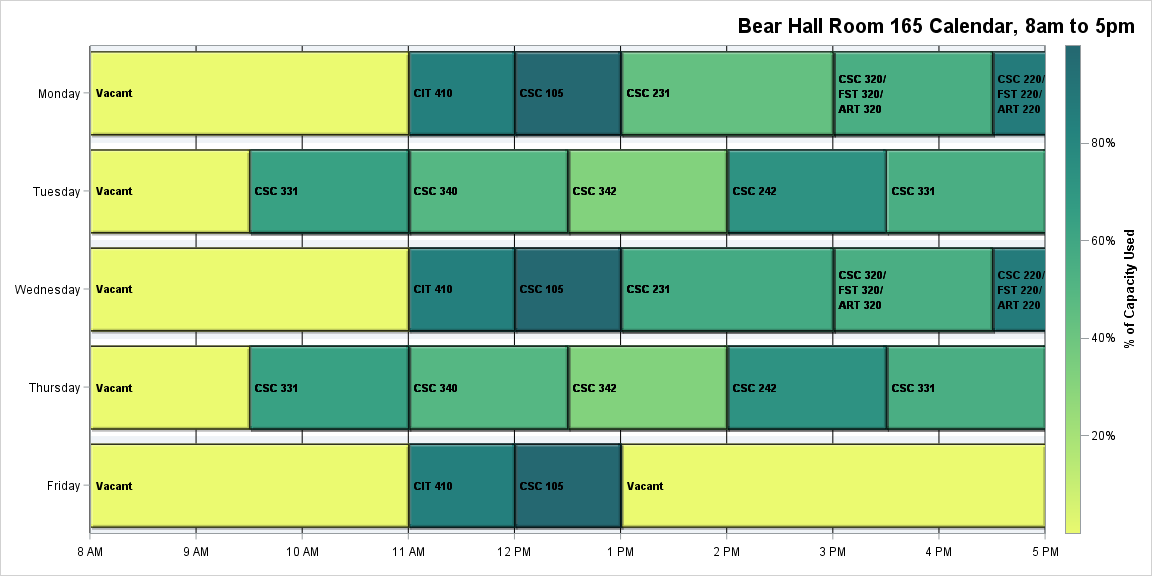 Bear Hall Room 165 Calendar, 8am to 5pm
Monday
Vacant
CIT 410
CSC 105
CSC 231
CSC 320/
FST 320/
ART 320
CSC 220/
FST 220/
ART 220
Tuesday
Vacant
CSC 331
CSC 340
CSC 342
CSC 242
CSC 331
Wednesday
Vacant
CIT 410
CSC 105
CSC 231
CSC 320/
FST 320/
ART 320
CSC 220/
FST 220/
ART 220
Thursday
Vacant
CSC 331
CSC 340
CSC 342
CSC 242
CSC 331
Friday
Vacant
CIT 410
CSC 105
Vacant
8 AM
9 AM
10 AM
11 AM
12 PM
1 PM
2 PM
3 PM
4 PM
5 PM
80%
60%
40%
20%
% of Capacity Used